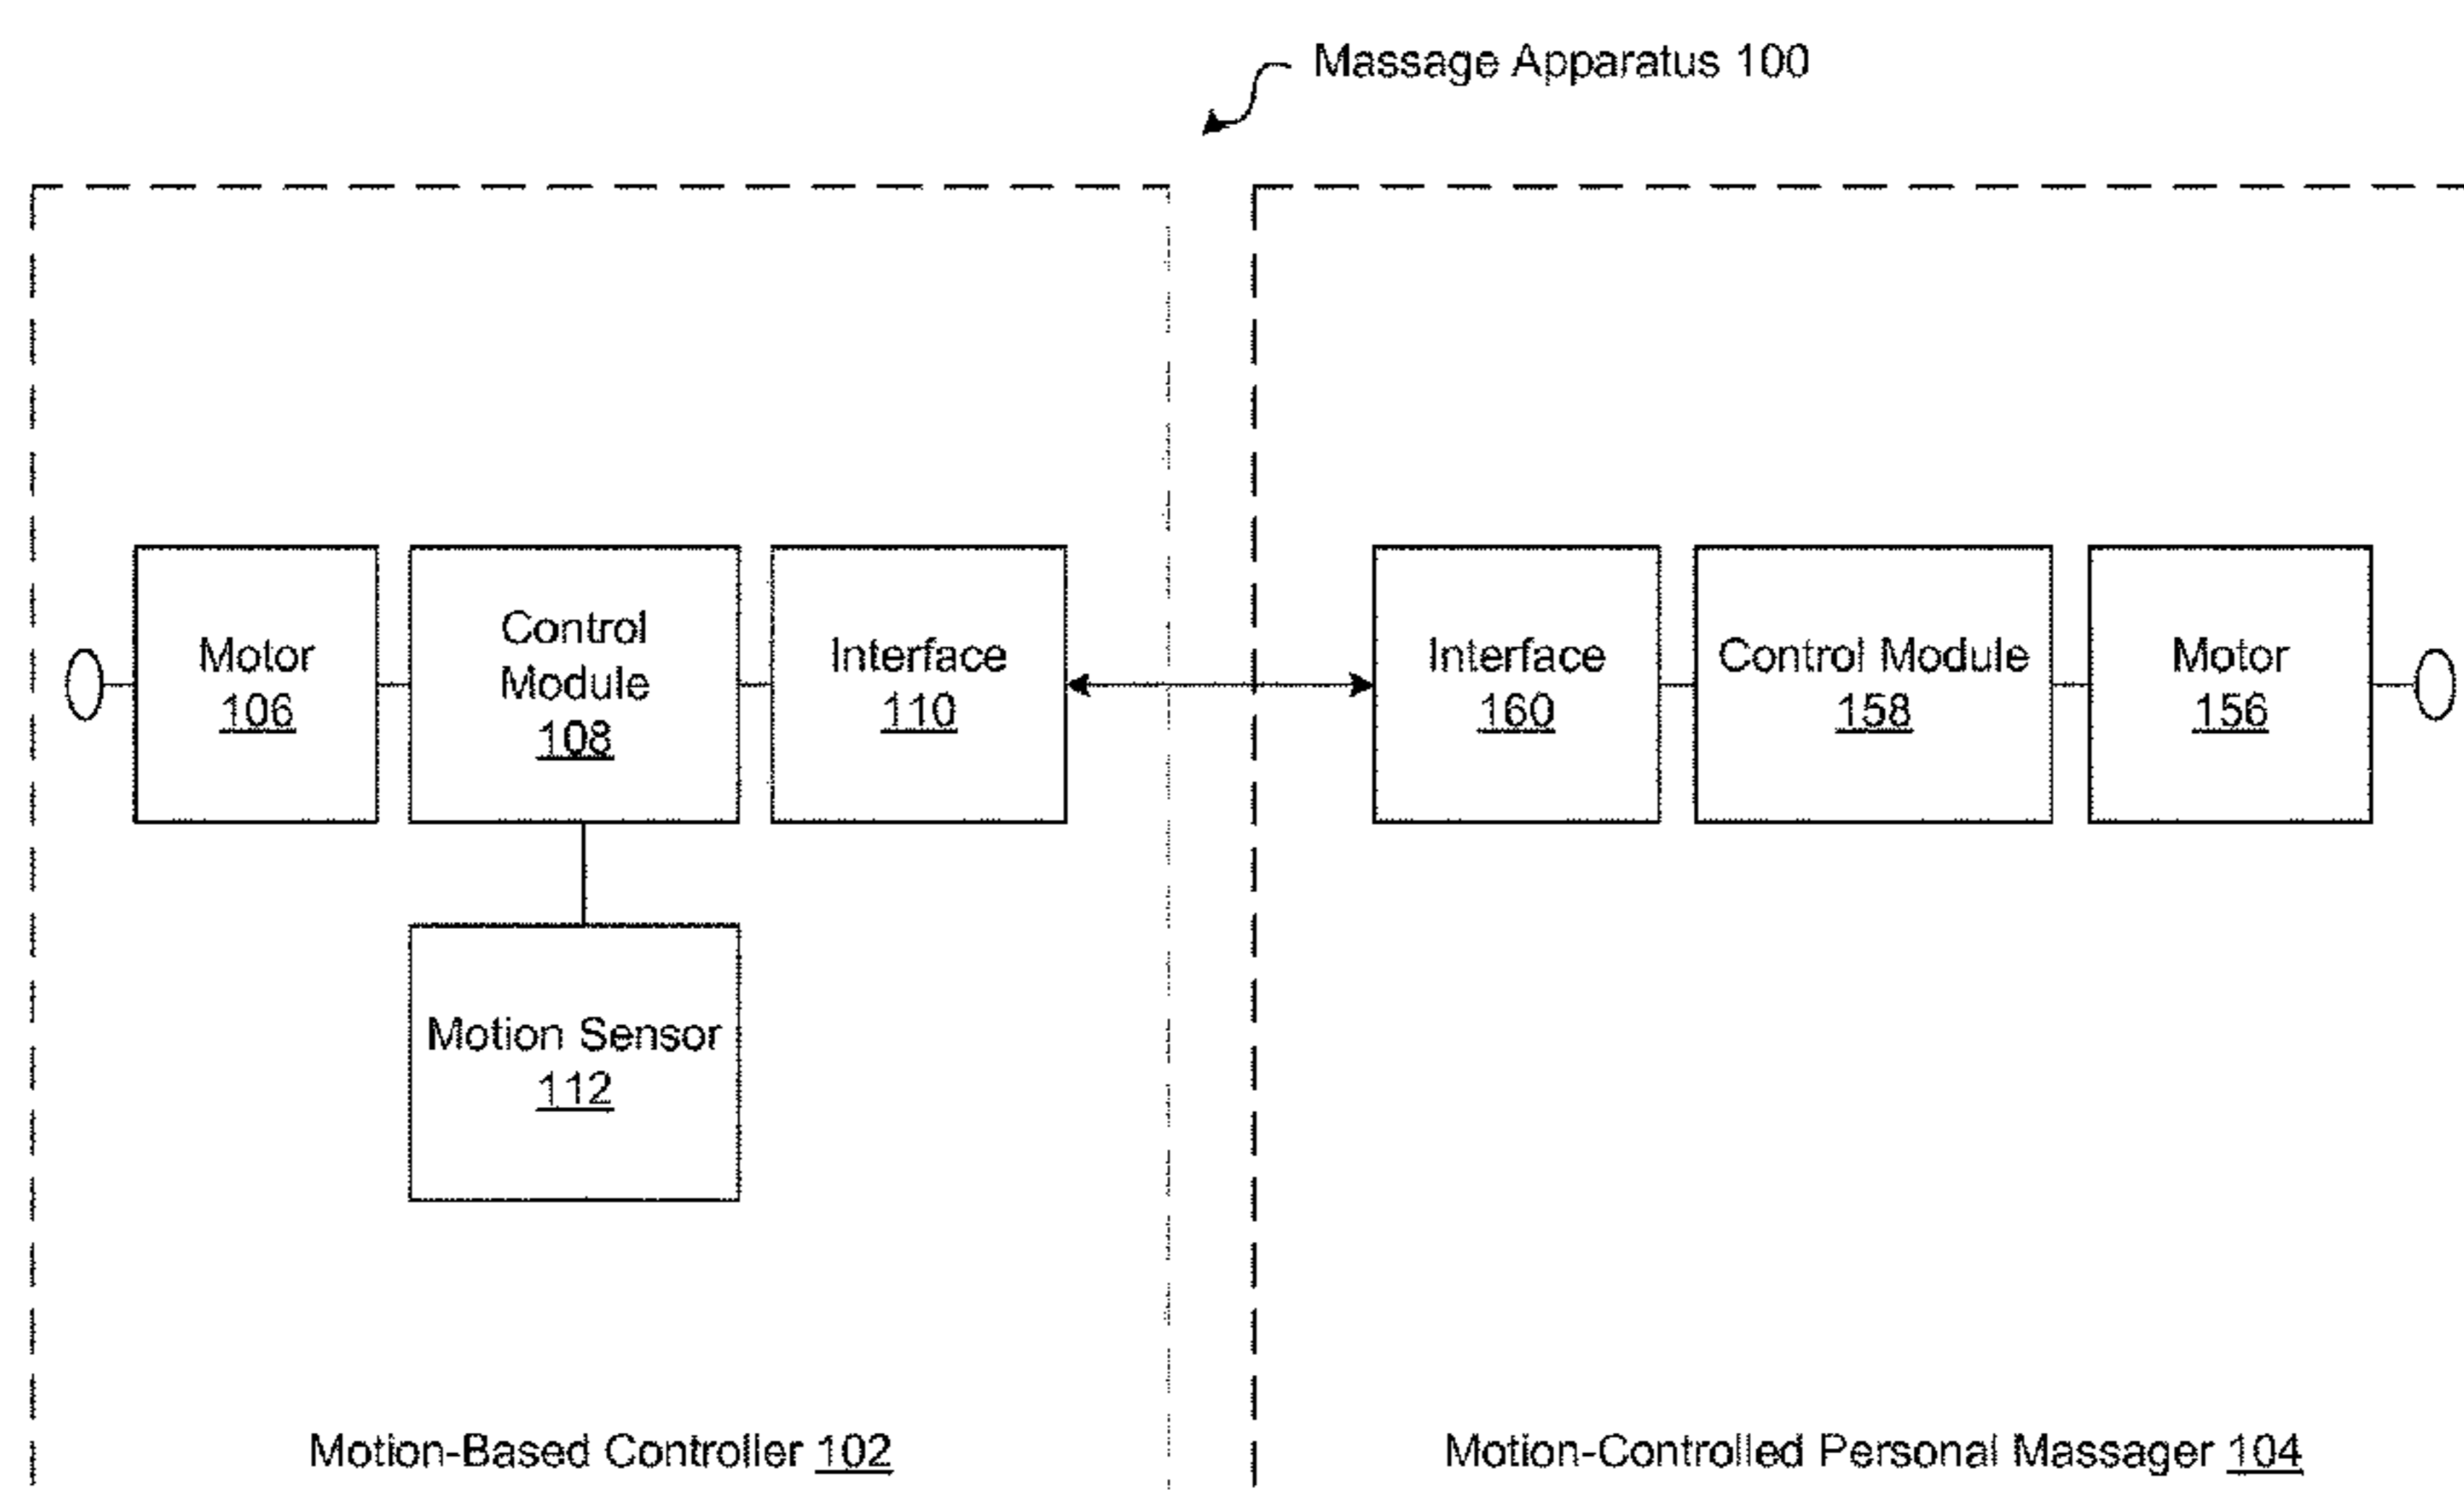 Massage Apparatus 100
Motor
106
Control
Module
108
Interface
110
Interface
160
Control Module
158
Motor
156
Motion Sensor
112
Motion-Based Controller 102
Motion-Controlled Personal Massager 104